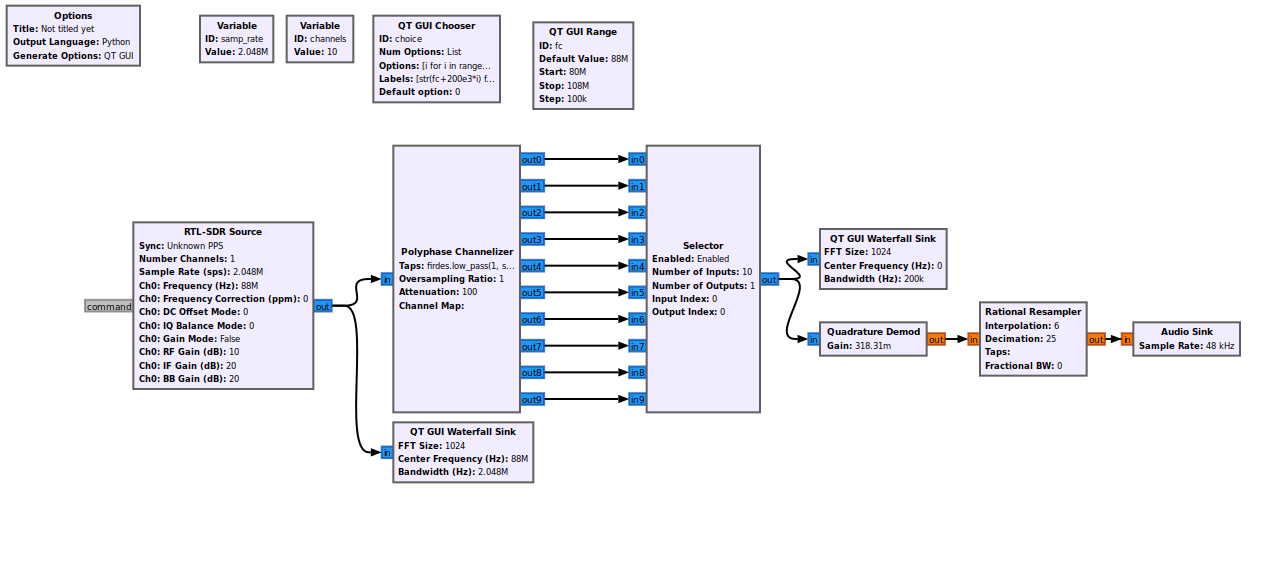 Options
Title: Not titled yet
Output Language: Python
Generate Options: QT GUI
Variable
ID: samp_rate
Value: 2.048M
Variable
ID: channels
Value: 10
QT GUI Chooser
ID: choice
Num Options: List
Options: [i for i in range...
Labels: [str(fc+200e3*i) f...
Default option: 0
QT GUI Range
ID: fc
Default Value: 88M
Start: 80M
Stop: 108M
Step: 100k
RTL-SDR Source
Sync: Unknown PPS
Number Channels: 1
Sample Rate (sps): 2.048M
Ch0: Frequency (Hz): 88M
Ch0: Frequency Correction (ppm): 0
Ch0: DC Offset Mode: 0
Ch0: IQ Balance Mode: 0
Ch0: Gain Mode: False
Ch0: RF Gain (dB): 10
Ch0: IF Gain (dB): 20
Ch0: BB Gain (dB): 20
command
out
in
Polyphase Channelizer
Taps: firdes.low_pass(1, s...
Oversampling Ratio: 1
Attenuation: 100
Channel Map:
out0
out1
out2
out3
out4
out5
out6
out7
out8
out9
in0
in1
in2
in3
in4
in5
in6
in7
in8
in9
Selector
Enabled: Enabled
Number of Inputs: 10
Number of Outputs: 1
Input Index: 0
Output Index: 0
out
in
QT GUI Waterfall Sink
FFT Size: 1024
Center Frequency (Hz): 0
Bandwidth (Hz): 200k
in
Quadrature Demod
Gain: 318.31m
out
in
Rational Resampler
Interpolation: 6
Decimation: 25
Taps:
Fractional BW: 0
out
in
Audio Sink
Sample Rate: 48 kHz
in
QT GUI Waterfall Sink
FFT Size: 1024
Center Frequency (Hz): 88M
Bandwidth (Hz): 2.048M